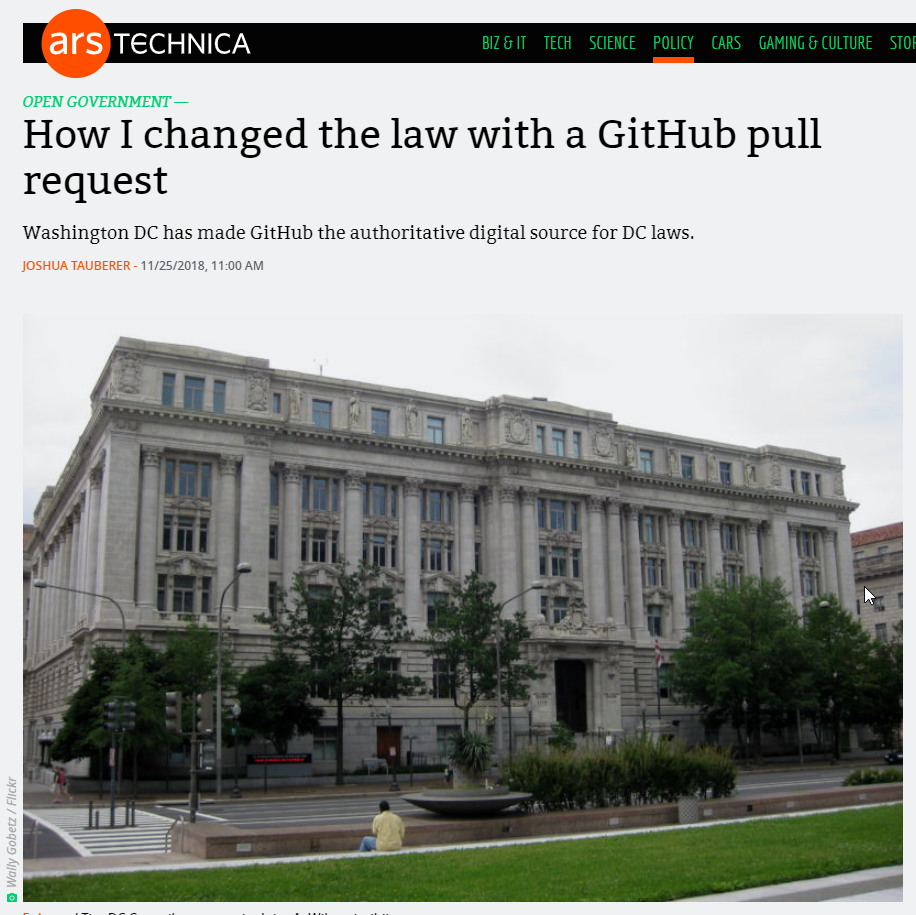 ars TECHNICA
BIZ & IT TECH SCIENCE POLICY CARS GAMING & CULTURE
OPEN GOVERNMENT —
How I changed the law with a GitHub pull
request
Washington DC has made GitHub the authoritative digital source for DC laws.
JOSHUA TAUBERER - 11/25/2018, 11:00 AM
Wally Gobetz / Flickr